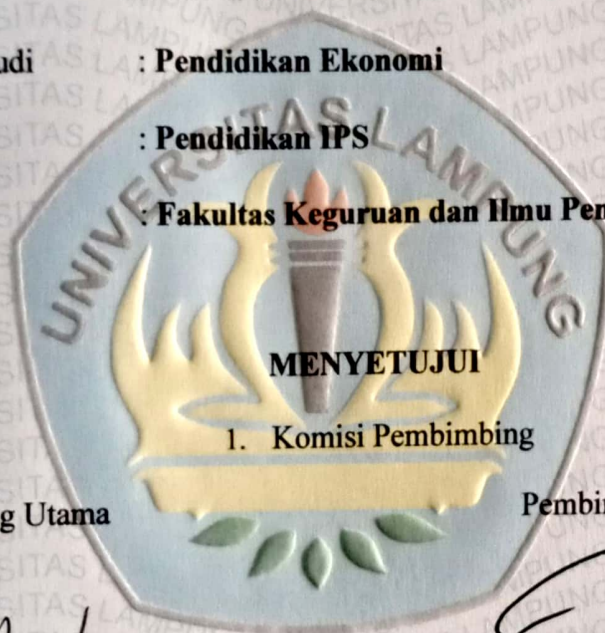 udi : Pendidikan Ekonomi
: Pendidikan IPS
: Fakultas Keguruan dan Ilmu Pen
UNIVERSITAS LAMPUNG
MENYETUJUI
1. Komisi Pembimbing
g Utama Pembi